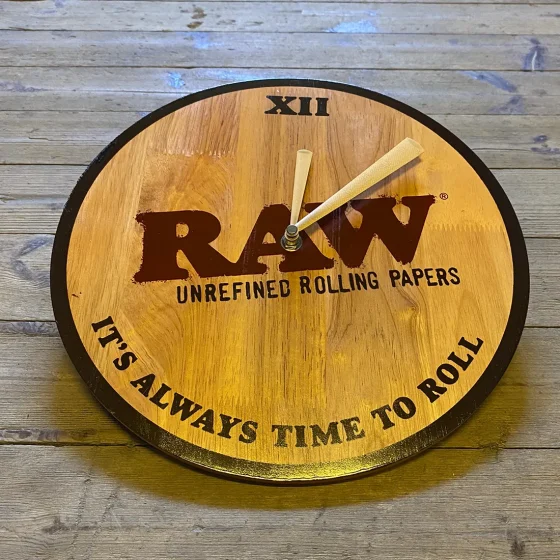 XII
RAW®
UNREFINED ROLLING PAPERS
IT'S ALWAYS TIME TO ROLL